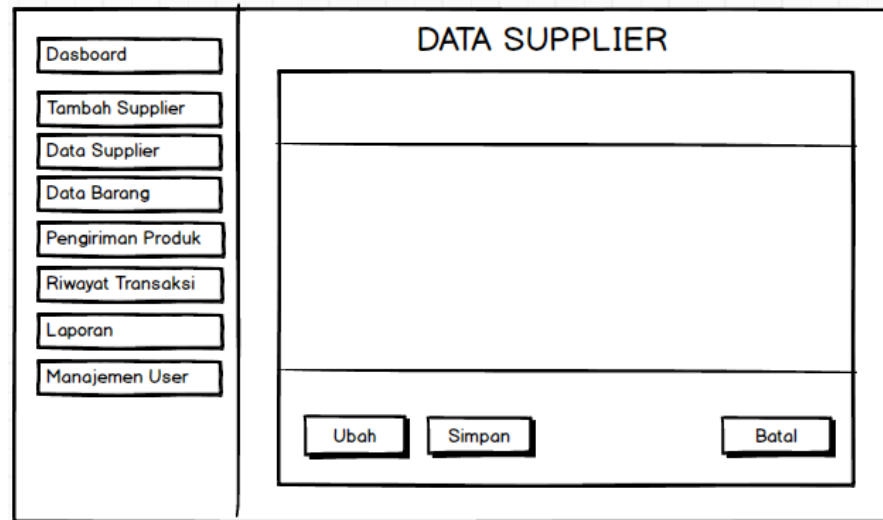 DATA SUPPLIER
Dasboard
Tambah Supplier
Data Supplier
Data Barang
Pengiriman Produk
Riwayat Transaksi
Laporan
Manajemen User
Ubah
Simpan
Batal